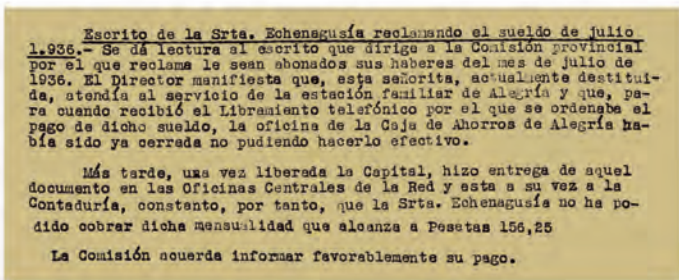 Escrito de la Srta. Echenagusía reclamando el sueldo de julio
1.936.- Se dá lectura al escrito que dirige a la Comisión provincial
por el que reclama le sean abonados sus haberes del mes de julio de
1936. El Director manifiesta que, esta señorita, actualmente destitui-
da, atendía al servicio de la estación familiar de Alegría y que, pa-
ra cuando recibió el Libramiento telefónico por el que se ordenaba el
pago de dicho sueldo, la oficina de la Caja de Ahorros de Alegría ha-
bía sido ya cerrada no pudiendo hacerlo efectivo.
Más tarde, una vez liberada la Capital, hizo entrega de aquel
documento en las Oficinas Centrales de la Red y esta a su vez a la
Contaduría, constanto, por tanto, que la Srta. Echenagusía no ha po-
dido cobrar dicha mensualidad que alcanza a Pesetas 156,25
La Comisión acuerda informar favorablemente su pago.